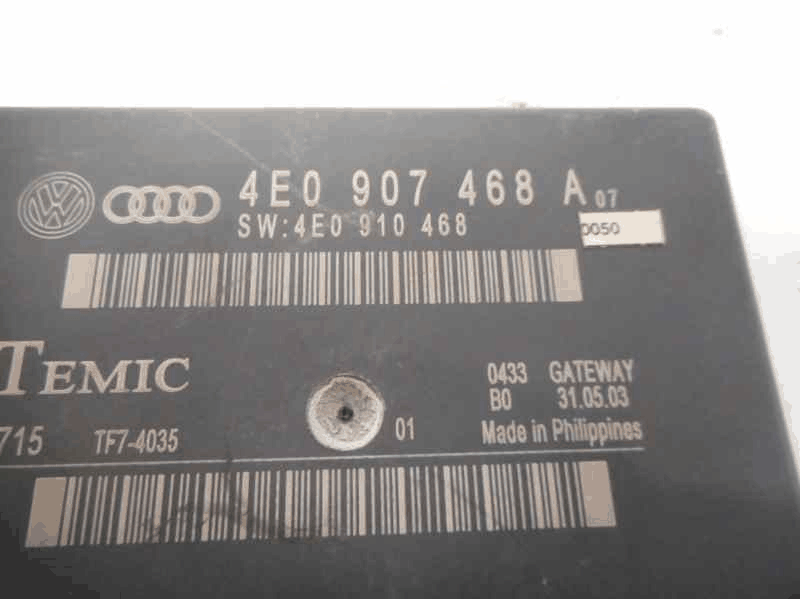 4E0 907 468 A 07
SW:4E0 910 468
0050
TEMIC
0433 GATEWAY
B0 31.05.03
715 TF7-4035
01
Made in Philippines